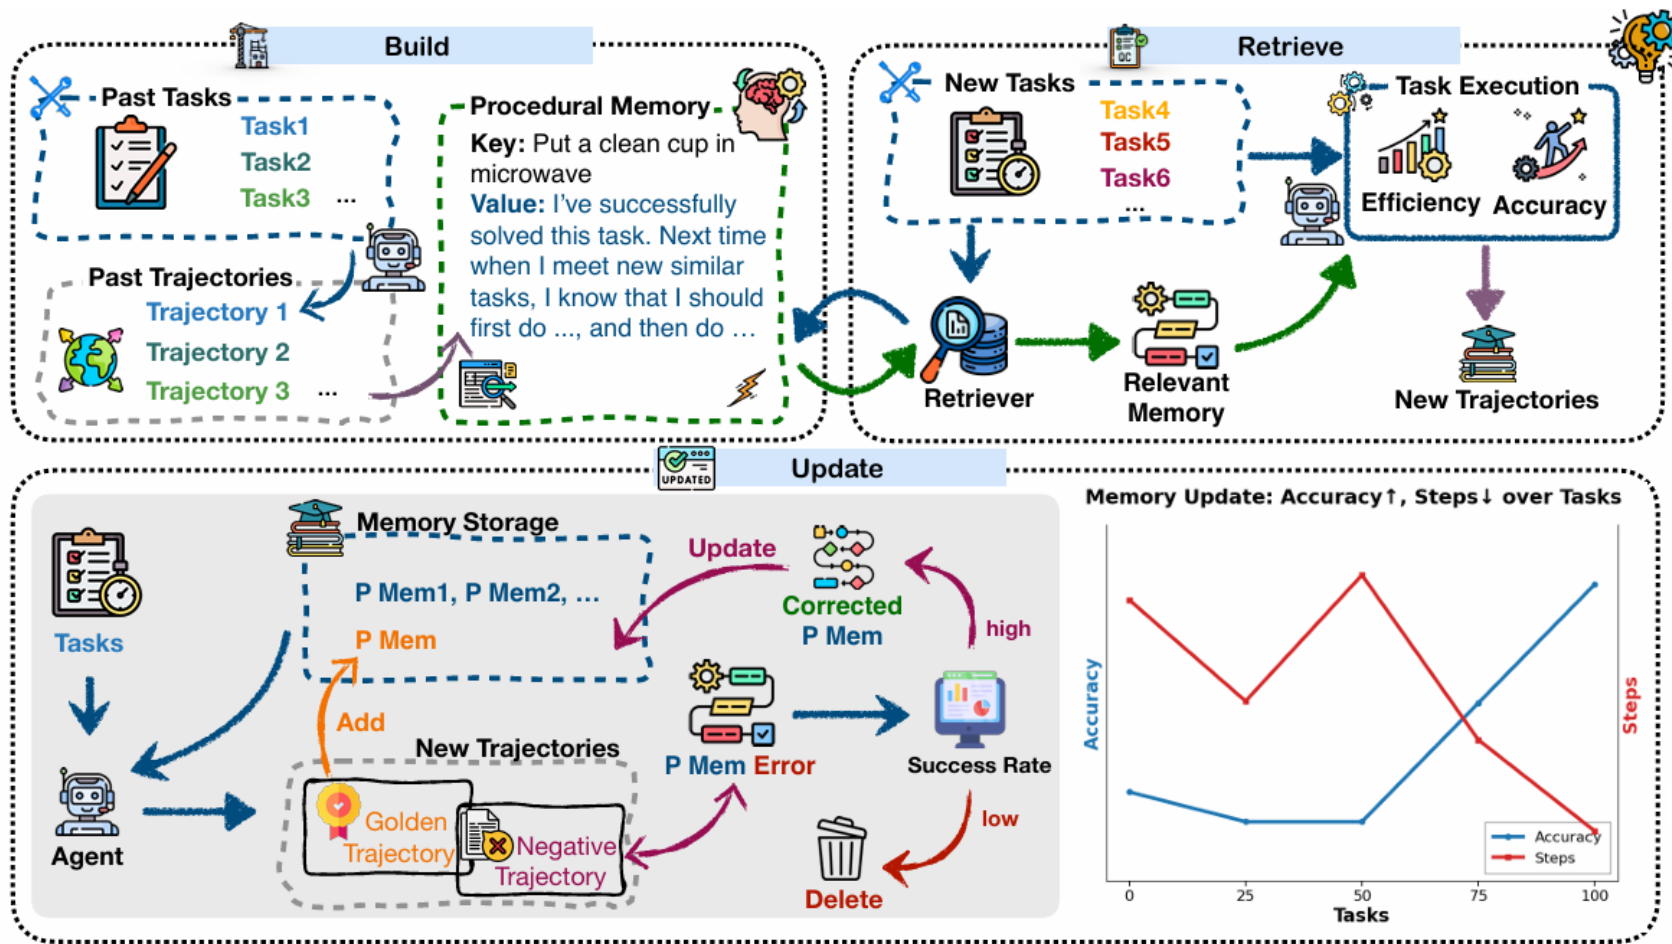 Build
Past Tasks
Task1
Task2
Task3 ...
Past Trajectories
Trajectory 1
Trajectory 2
Trajectory 3 ...
Procedural Memory
Key: Put a clean cup in
microwave
Value: I've successfully
solved this task. Next time
when I meet new similar
tasks, I know that I should
first do ..., and then do ...
Retrieve
QC
New Tasks
Task4
Task5
Task6
...
Task Execution
Efficiency
Accuracy
Retriever
Relevant
Memory
New Trajectories
UPDATED
Update
Tasks
Agent
Memory Storage
P Mem1, P Mem2, ...
P Mem
Add
New Trajectories
Golden
Trajectory
Negative
Trajectory
Update
Corrected
P Mem
high
P Mem Error
Success Rate
low
Delete
Memory Update: Accuracy↑, Steps↓ over Tasks
Accuracy
Steps
Accuracy
Steps
0 25 50 75 100
Tasks